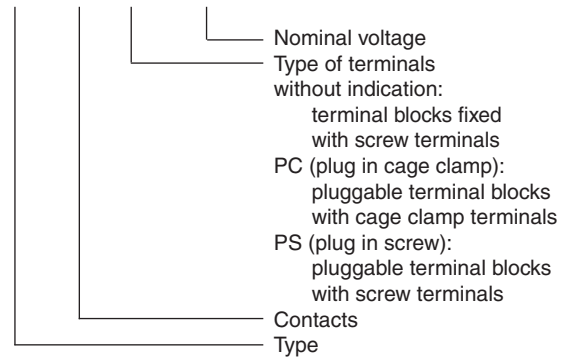 Nominal voltage
Type of terminals
without indication:
terminal blocks fixed
with screw terminals
PC (plug in cage clamp):
pluggable terminal blocks
with cage clamp terminals
PS (plug in screw):
pluggable terminal blocks
with screw terminals
Contacts
Type